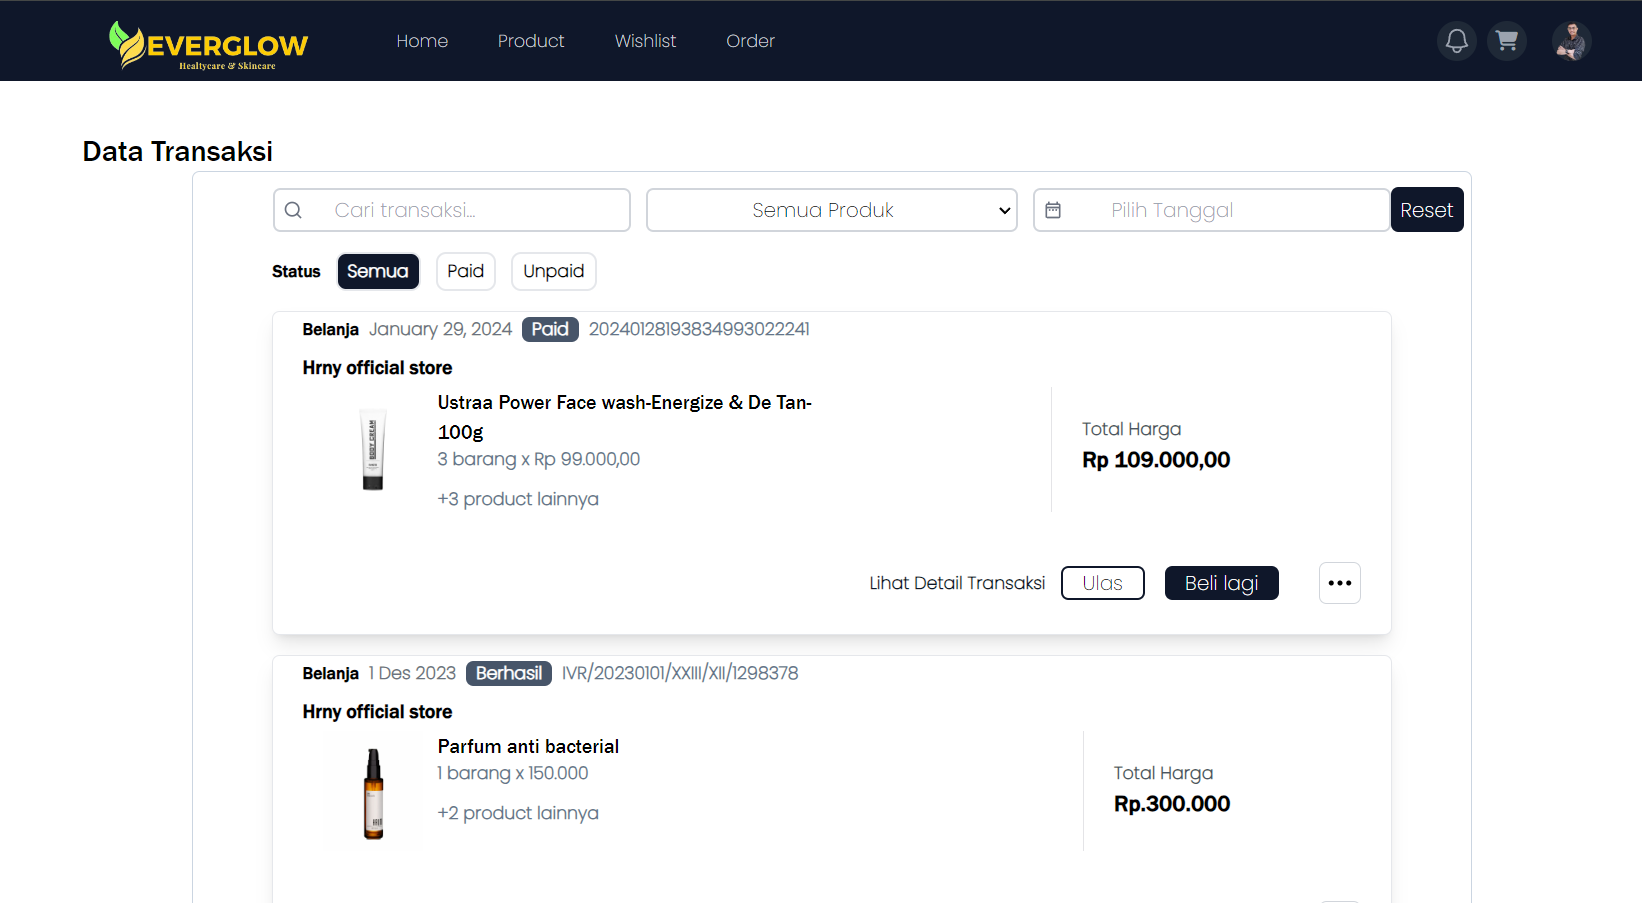 EVERGLOW
Healtycare & Skincare
Home Product Wishlist Order
Data Transaksi
Cari transaksi... Semua Produk Pilih Tanggal Reset
Status Semua Paid Unpaid
Belanja January 29, 2024 Paid 20240128193834993022241
Hrny official store
BODY CREAM
Ustraa Power Face wash-Energize & De Tan-
100g
3 barang x Rp 99.000,00
+3 product lainnya
Total Harga
Rp 109.000,00
Lihat Detail Transaksi Ulas Beli lagi
Belanja 1 Des 2023 Berhasil IVR/20230101/XXIII/XII/1298378
Hrny official store
Parfum anti bacterial
1 barang x 150.000
+2 product lainnya
Total Harga
Rp.300.000